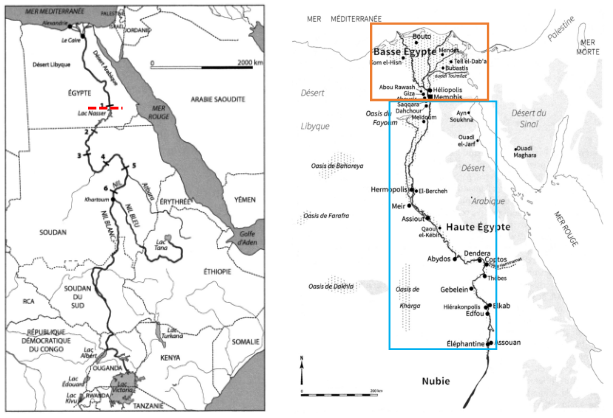 MER MÉDITERRANÉE
PALESTINE
JORDANIE
Alexandrie
Le Caire
Désert Libyque
Désert Arabique
0
2000 km
ÉGYPTE
1
Lac Nasser
MER
ROUGE
ARABIE SAOUDITE
2
3
4
5
6
NIL
Atbara
Khartoum
NIL BLANC
NIL BLEU
ÉRYTHRÉE
YÉMEN
SOUDAN
Lac
Tana
Golfe
d'Aden
ÉTHIOPIE
RCA
SOUDAN
DU
SUD
RÉPUBLIQUE
DÉMOCRATIQUE
DU CONGO
Lac
Albert
Lac
Turkana
SOMALIE
KENYA
OUGANDA
Lac
Édouard
Lac
Kivu
RWANDA
Lac
Victoria
TANZANIE
MER MÉDITERRANÉE
Palestine
MER
MORTE
Bouto
Basse Égypte
Mendès
Tell el-Dab'a
Bubastis
Kom el-Hisn
Ouadi Toumilat
Abou Rawash
Giza
Héliopolis
Memphis
Saqqara
Dahchour
Meidoum
Oasis du
Fayoum
Ayn
Soukhna
Désert
Libyque
Désert du
Sinaï
Ouadi
el-Jarf
Ouadi
Maghara
Oasis de Bahareya
Désert
Arabique
Hermopolis
El-Bercheh
Meir
Oasis de Farafra
Assiout
Haute Égypte
Qaou
el-Kébir
MER ROUGE
Abydos
Dendera
Coptos
Thèbes
Oasis de Dakhla
Oasis
de
Kharga
Gebelein
Hiérakonpolis
Elkab
Edfou
Éléphantine
Assouan
N
Nubie